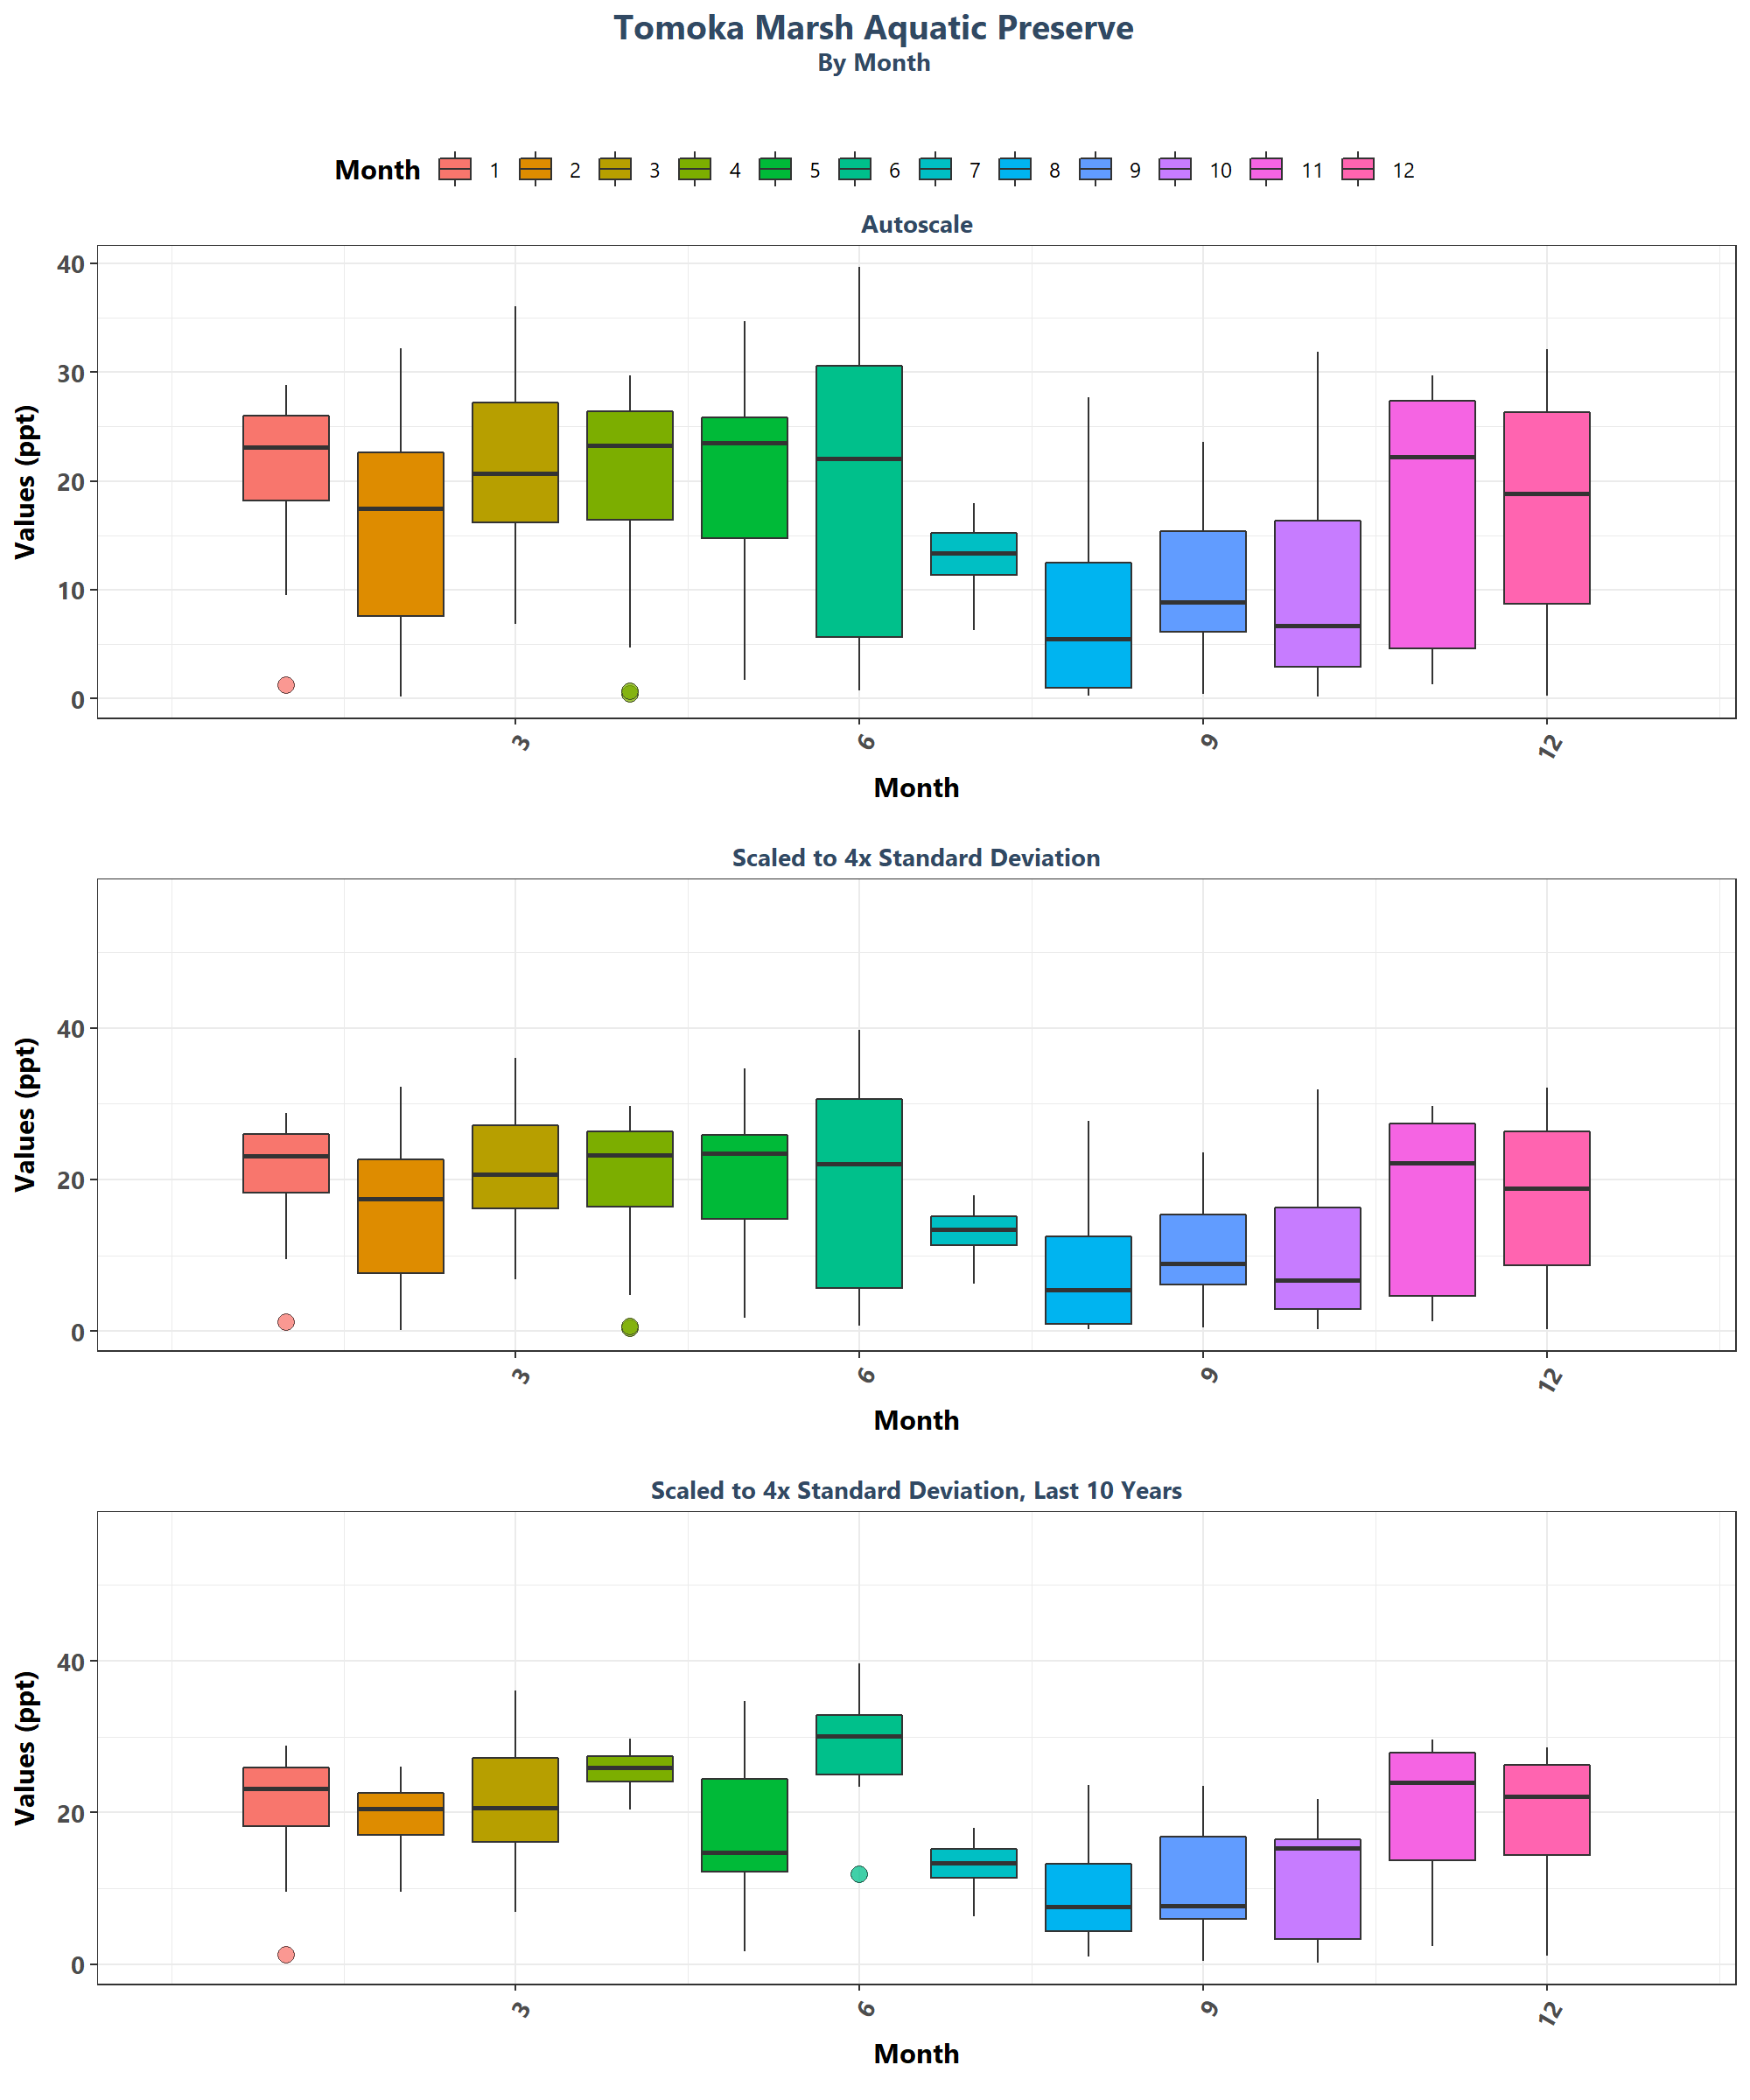 Tomoka Marsh Aquatic Preserve
By Month
Month 1 2 3 4 5 6 7 8 9 10 11 12
Autoscale
Values (ppt)
40
30
20
10
0
3 6 9 12
Month
Scaled to 4x Standard Deviation
Values (ppt)
40
20
0
3 6 9 12
Month
Scaled to 4x Standard Deviation, Last 10 Years
Values (ppt)
40
20
0
3 6 9 12
Month